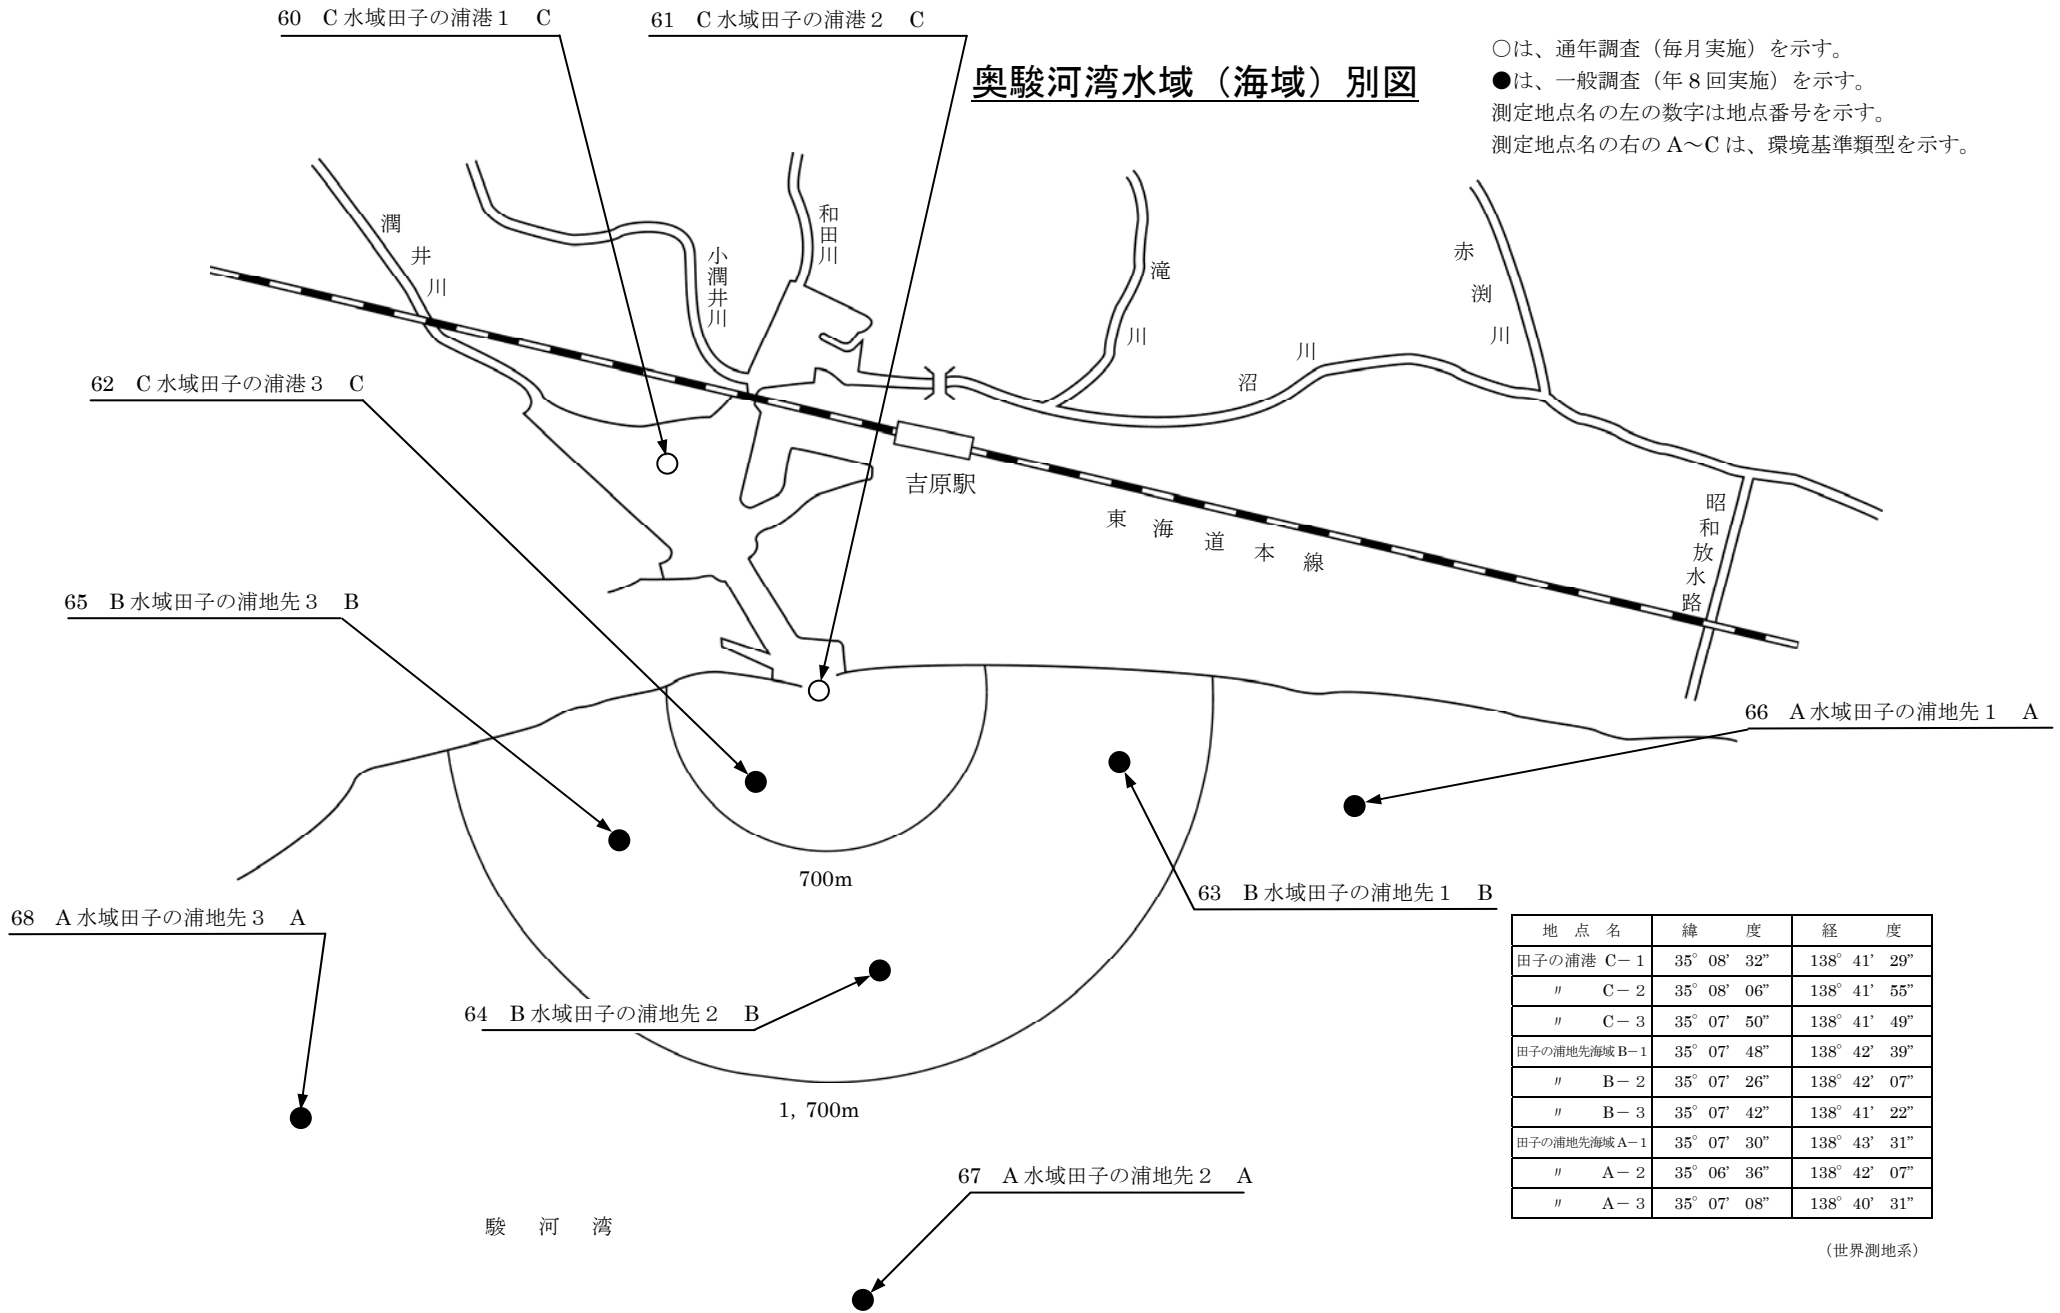 60　C水域田子の浦港１　C
61　C水域田子の浦港２　C
奥駿河湾水域（海域）別図
○は、通年調査（毎月実施）を示す。
●は、一般調査（年８回実施）を示す。
測定地点名の左の数字は地点番号を示す。
測定地点名の右のA～Cは、環境基準類型を示す。
潤井川
小潤井川
和田川
滝川
赤渕川
沼川
62　C水域田子の浦港３　C
吉原駅
東海道本線
昭和放水路
65　B水域田子の浦地先３　B
66　A水域田子の浦地先１　A
700m
63　B水域田子の浦地先１　B
68　A水域田子の浦地先３　A
64　B水域田子の浦地先２　B
1, 700m
67　A水域田子の浦地先２　A
駿河湾
地点名　緯度　経度
田子の浦港 C－1　35° 08’ 32”　138° 41’ 29”
〃 C－2　35° 08’ 06”　138° 41’ 55”
〃 C－3　35° 07’ 50”　138° 41’ 49”
田子の浦地先海域 B－1　35° 07’ 48”　138° 42’ 39”
〃 B－2　35° 07’ 26”　138° 42’ 07”
〃 B－3　35° 07’ 42”　138° 41’ 22”
田子の浦地先海域 A－1　35° 07’ 30”　138° 43’ 31”
〃 A－2　35° 06’ 36”　138° 42’ 07”
〃 A－3　35° 07’ 08”　138° 40’ 31”
（世界測地系）